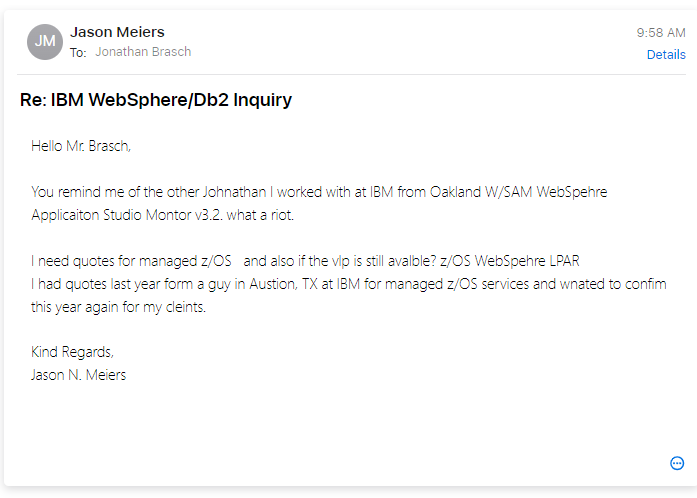 JM
Jason Meiers
9:58 AM
To: Jonathan Brasch
Details
Re: IBM WebSphere/Db2 Inquiry
Hello Mr. Brasch,
You remind me of the other Johnathan I worked with at IBM from Oakland W/SAM WebSpehre
Applicaiton Studio Montor v3.2. what a riot.
I need quotes for managed z/OS  and also if the vlp is still avalble? z/OS WebSpehre LPAR
I had quotes last year form a guy in Austion, TX at IBM for managed z/OS services and wnated to confim
this year again for my cleints.
Kind Regards,
Jason N. Meiers